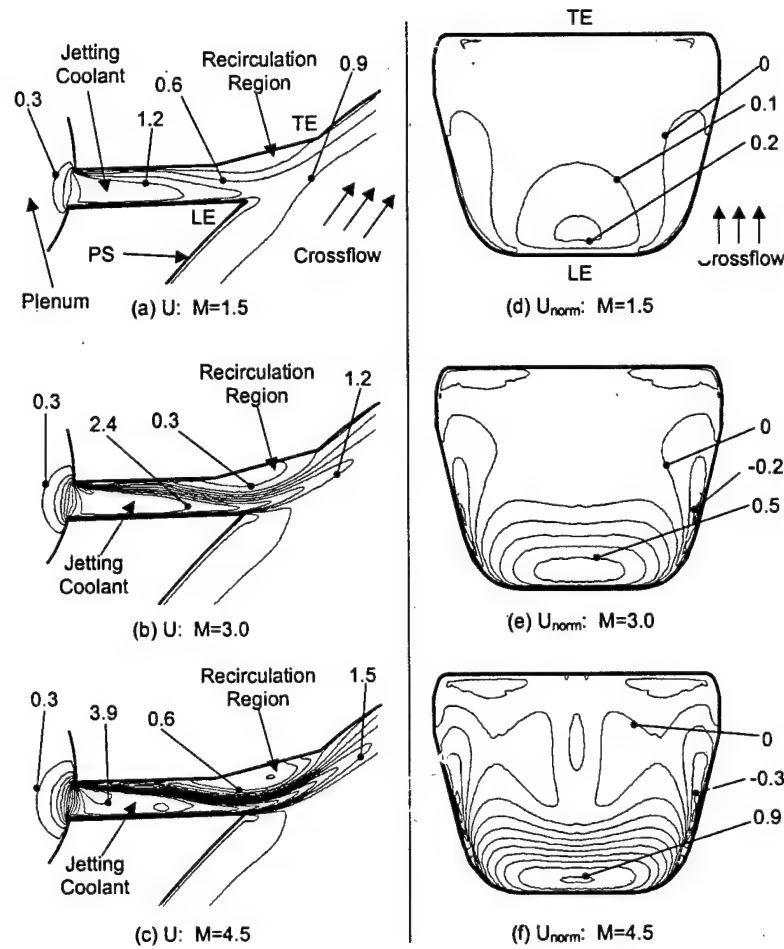 Jetting
Coolant
Recirculation
Region
0.9
0.6
0.3
1.2
TE
LE
PS
Crossflow
Plenum
(a) U: M=1.5
TE
0
0.1
0.2
Crossflow
LE
(d) Unorm: M=1.5
Recirculation
Region
1.2
0.3
0.3
2.4
Jetting
Coolant
(b) U: M=3.0
0
-0.2
0.5
(e) Unorm: M=3.0
Recirculation
Region
1.5
0.3
3.9
0.6
Jetting
Coolant
(c) U: M=4.5
0
-0.3
0.9
(f) Unorm: M=4.5